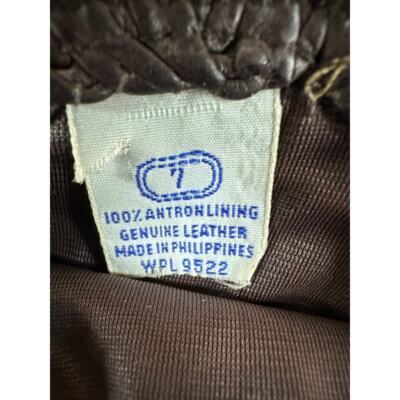 7
100% ANTRON LINING
GENUINE LEATHER
MADE IN PHILIPPINES
WPL 9522